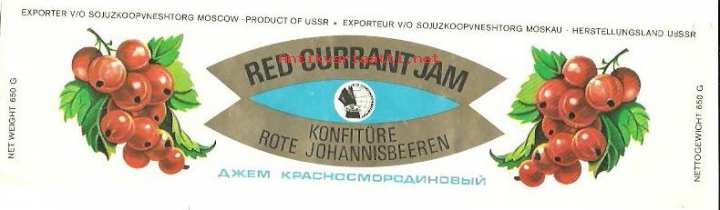 EXPORTER V/O SOJUZKOOPVNESHTORG MOSCOW - PRODUCT OF USSR • EXPORTEUR V/O SOJUZKOOPVNESHTORG MOSKAU - HERSTELLUNGSLAND UdSSR
NET WEIGHT 650 G
RED CURRANT JAM
KONFITÜRE
ROTE JOHANNISBEEREN
ДЖЕМ КРАСНОСМОРОДИНОВЫЙ
NETTOGEWICHT 650 G